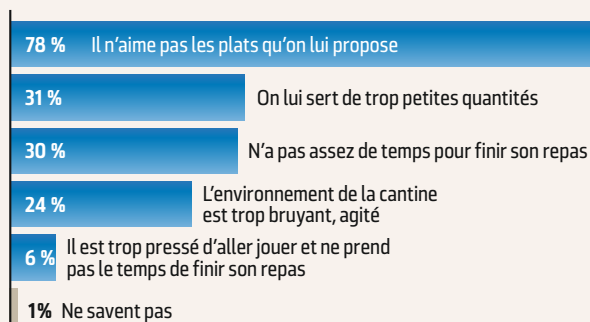 78 % Il n’aime pas les plats qu’on lui propose
31 % On lui sert de trop petites quantités
30 % N’a pas assez de temps pour finir son repas
24 % L’environnement de la cantine
est trop bruyant, agité
6 % Il est trop pressé d’aller jouer et ne prend
pas le temps de finir son repas
1% Ne savent pas